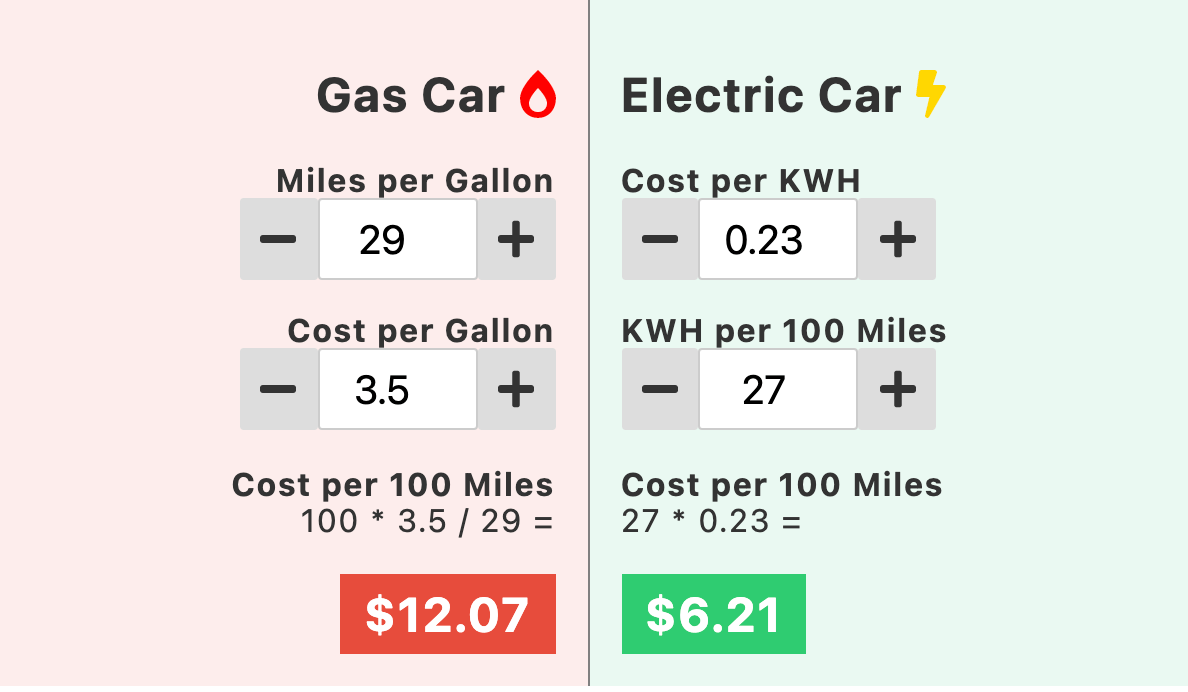 Gas Car
Miles per Gallon
− 29 +
Cost per Gallon
− 3.5 +
Cost per 100 Miles
100 * 3.5 / 29 =
$12.07
Electric Car
Cost per KWH
− 0.23 +
KWH per 100 Miles
− 27 +
Cost per 100 Miles
27 * 0.23 =
$6.21